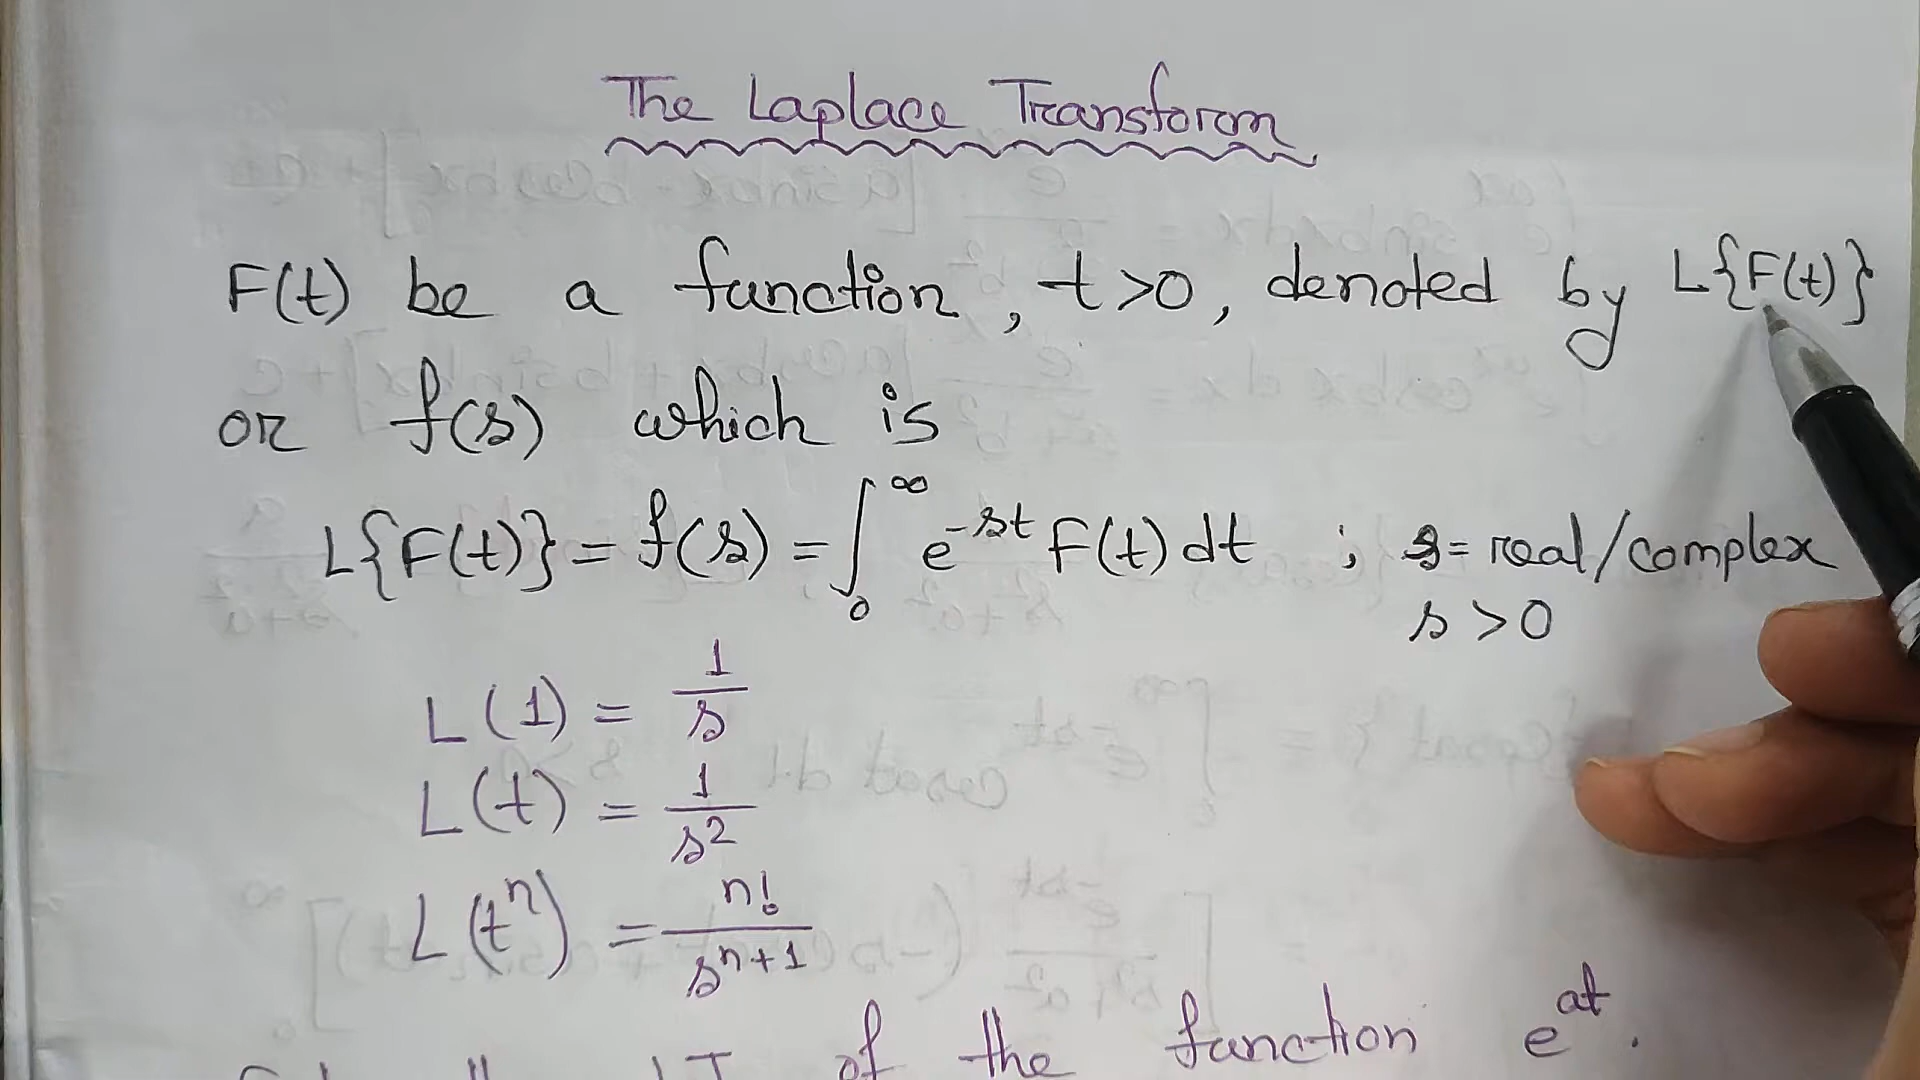 The Laplace Transform
F(t) be a function, t>0, denoted by L{F(t)}
or f(s) which is
L{F(t)} = f(s) = ∫₀^∞ e^{-st} F(t) dt ; s = real/complex
s > 0
L(1) = 1/s
L(t) = 1/s²
L(tⁿ) = n!/s^{n+1}
of the function e^{at}.